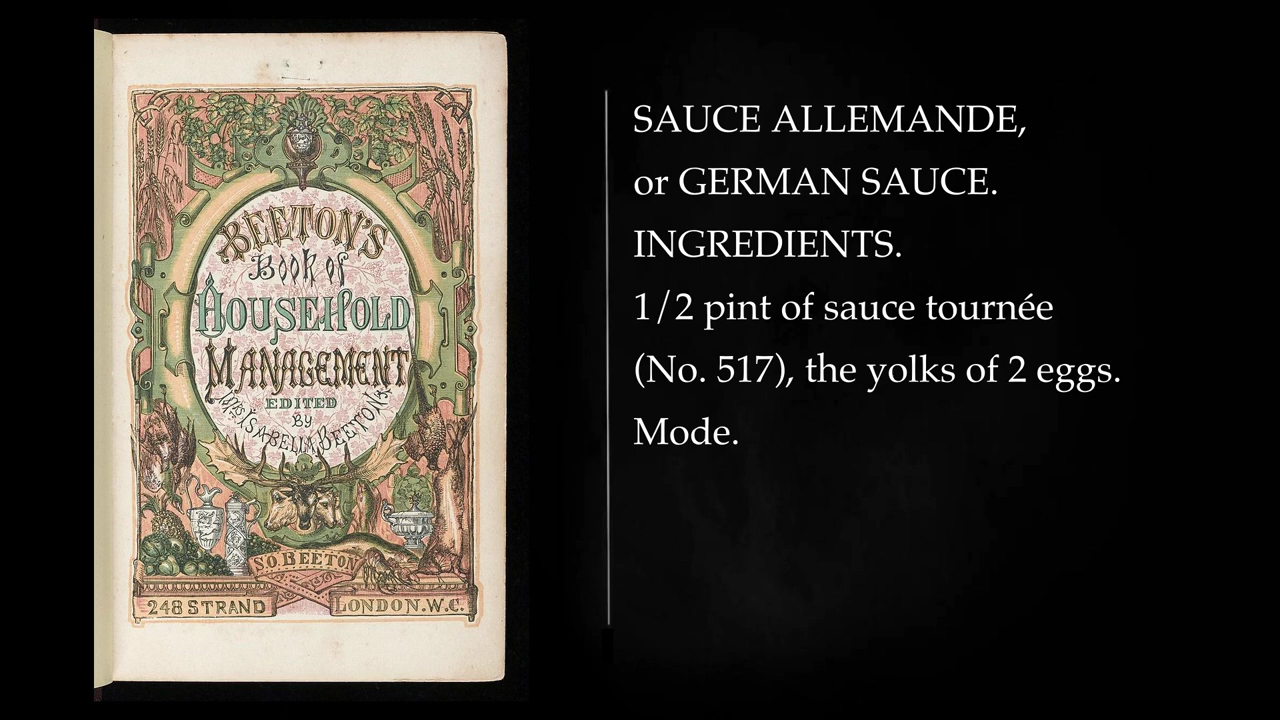 BEETON'S
Book of
HOUSEHOLD
MANAGEMENT
EDITED
BY
MRS ISABELLA BEETON
S.O. BEETON
248 STRAND
LONDON. W.C.
SAUCE ALLEMANDE,
or GERMAN SAUCE.
INGREDIENTS.
1/2 pint of sauce tournée
(No. 517), the yolks of 2 eggs.
Mode.